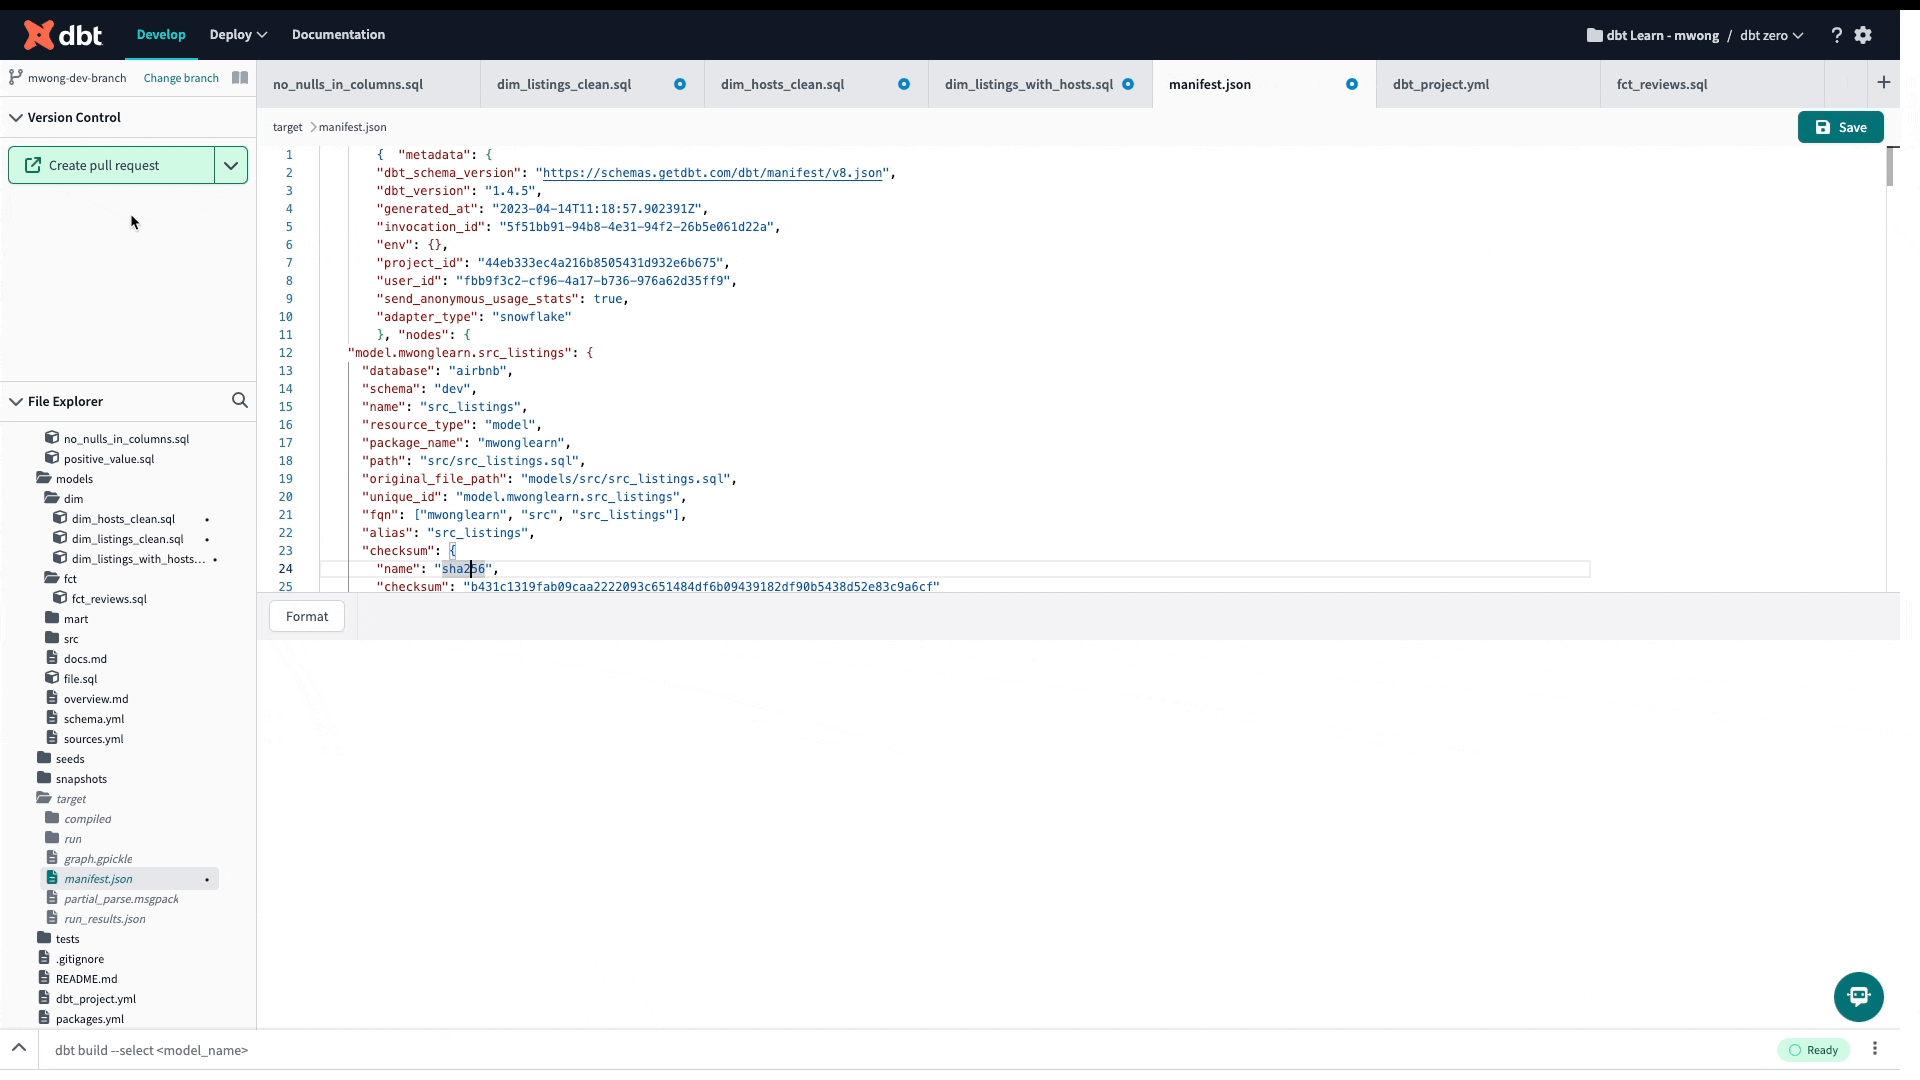 dbt
Develop
Deploy
Documentation
dbt Learn - mwong / dbt zero
?
mwong-dev-branch
Change branch
no_nulls_in_columns.sql
dim_listings_clean.sql
dim_hosts_clean.sql
dim_listings_with_hosts.sql
manifest.json
dbt_project.yml
fct_reviews.sql
+
Version Control
target > manifest.json
Save
Create pull request
1 { "metadata": {
2 "dbt_schema_version": "https://schemas.getdbt.com/dbt/manifest/v8.json",
3 "dbt_version": "1.4.5",
4 "generated_at": "2023-04-14T11:18:57.902391Z",
5 "invocation_id": "5f51bb91-94b8-4e31-94f2-26b5e061d22a",
6 "env": {},
7 "project_id": "44eb333ec4a216b8505431d932e6b675",
8 "user_id": "fbb9f3c2-cf96-4a17-b736-976a62d35ff9",
9 "send_anonymous_usage_stats": true,
10 "adapter_type": "snowflake"
11 }, "nodes": {
12 "model.mwonglearn.src_listings": {
13 "database": "airbnb",
14 "schema": "dev",
15 "name": "src_listings",
16 "resource_type": "model",
17 "package_name": "mwonglearn",
18 "path": "src/src_listings.sql",
19 "original_file_path": "models/src/src_listings.sql",
20 "unique_id": "model.mwonglearn.src_listings",
21 "fqn": ["mwonglearn", "src", "src_listings"],
22 "alias": "src_listings",
23 "checksum": {
24 "name": "sha256",
25 "checksum": "b431c1319fab09caa2222093c651484df6b09439182df90b5438d52e83c9a6cf"
Format
File Explorer
no_nulls_in_columns.sql
positive_value.sql
models
dim
dim_hosts_clean.sql
dim_listings_clean.sql
dim_listings_with_hosts...
fct
fct_reviews.sql
mart
src
docs.md
file.sql
overview.md
schema.yml
sources.yml
seeds
snapshots
target
compiled
run
graph.gpickle
manifest.json
partial_parse.msgpack
run_results.json
tests
.gitignore
README.md
dbt_project.yml
packages.yml
dbt build --select <model_name>
Ready